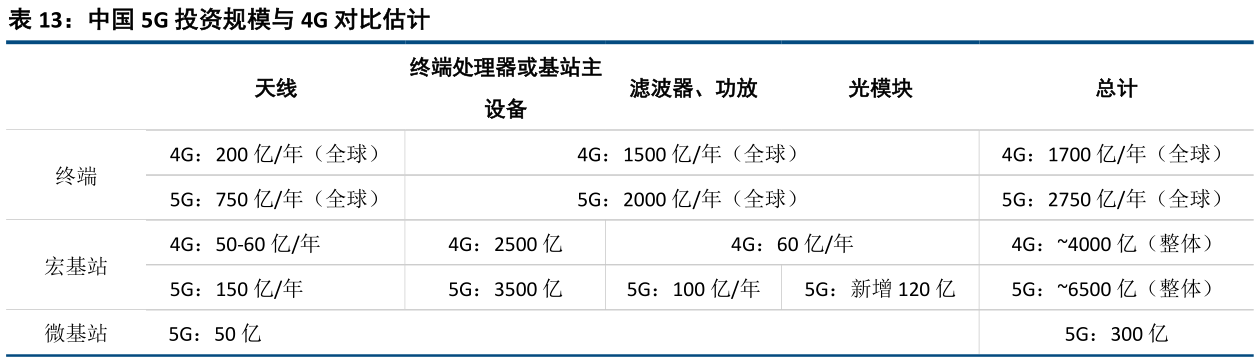 表 13：中国 5G 投资规模与 4G 对比估计
天线 终端处理器或基站主设备 滤波器、功放 光模块 总计
终端 4G：200 亿/年（全球） 4G：1500 亿/年（全球） 4G：1700 亿/年（全球）
5G：750 亿/年（全球） 5G：2000 亿/年（全球） 5G：2750 亿/年（全球）
宏基站 4G：50-60 亿/年 4G：2500 亿 4G：60 亿/年 4G：~4000 亿（整体）
5G：150 亿/年 5G：3500 亿 5G：100 亿/年 5G：新增 120 亿 5G：~6500 亿（整体）
微基站 5G：50 亿 5G：300 亿